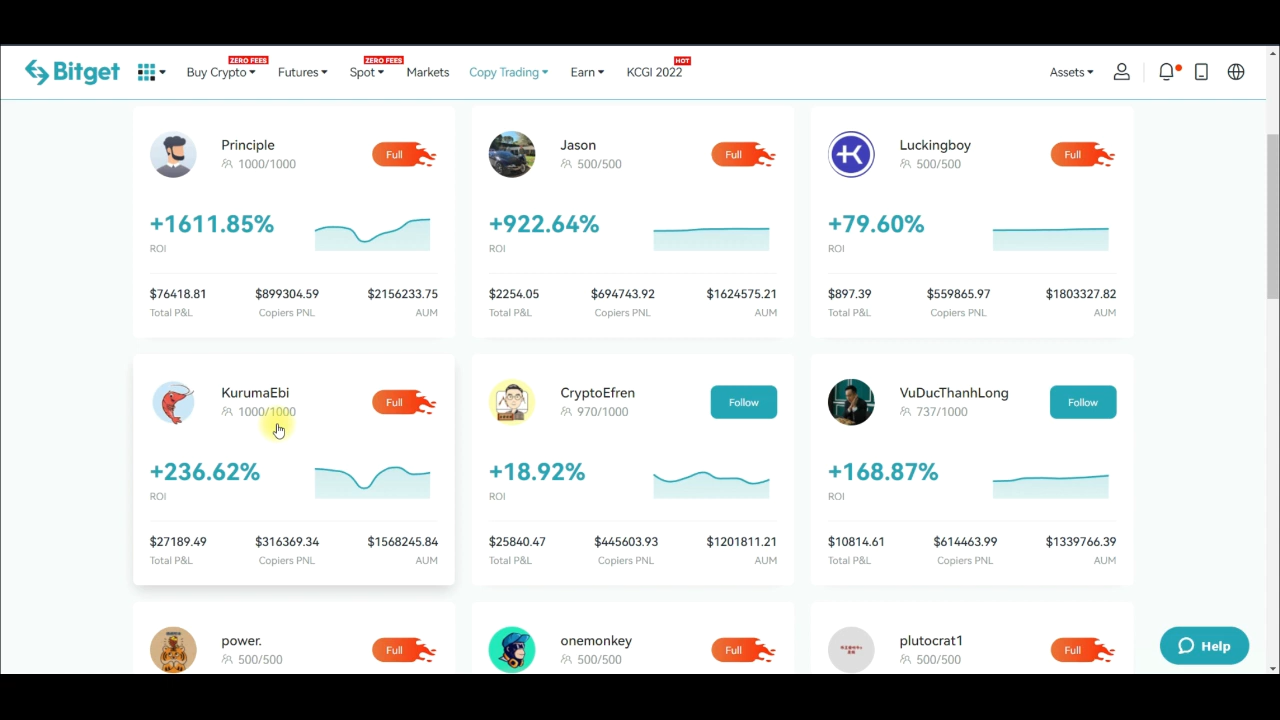 ZERO FEES ZERO FEES HOT
Bitget Buy Crypto Futures Spot Markets Copy Trading Earn KCGI 2022 Assets
Principle
1000/1000
Full
Jason
500/500
Full
Luckingboy
500/500
Full
+1611.85%
ROI
+922.64%
ROI
+79.60%
ROI
$76418.81 $899304.59 $2156233.75
Total P&L Copiers PNL AUM
$2254.05 $694743.92 $1624575.21
Total P&L Copiers PNL AUM
$897.39 $559865.97 $1803327.82
Total P&L Copiers PNL AUM
KurumaEbi
1000/1000
Full
CryptoEfren
970/1000
Follow
VuDucThanhLong
737/1000
Follow
+236.62%
ROI
+18.92%
ROI
+168.87%
ROI
$27189.49 $316369.34 $1568245.84
Total P&L Copiers PNL AUM
$25840.47 $445603.93 $1201811.21
Total P&L Copiers PNL AUM
$10814.61 $614463.99 $1339766.39
Total P&L Copiers PNL AUM
power.
500/500
Full
onemonkey
500/500
Full
plutocrat1
500/500
Full
Help